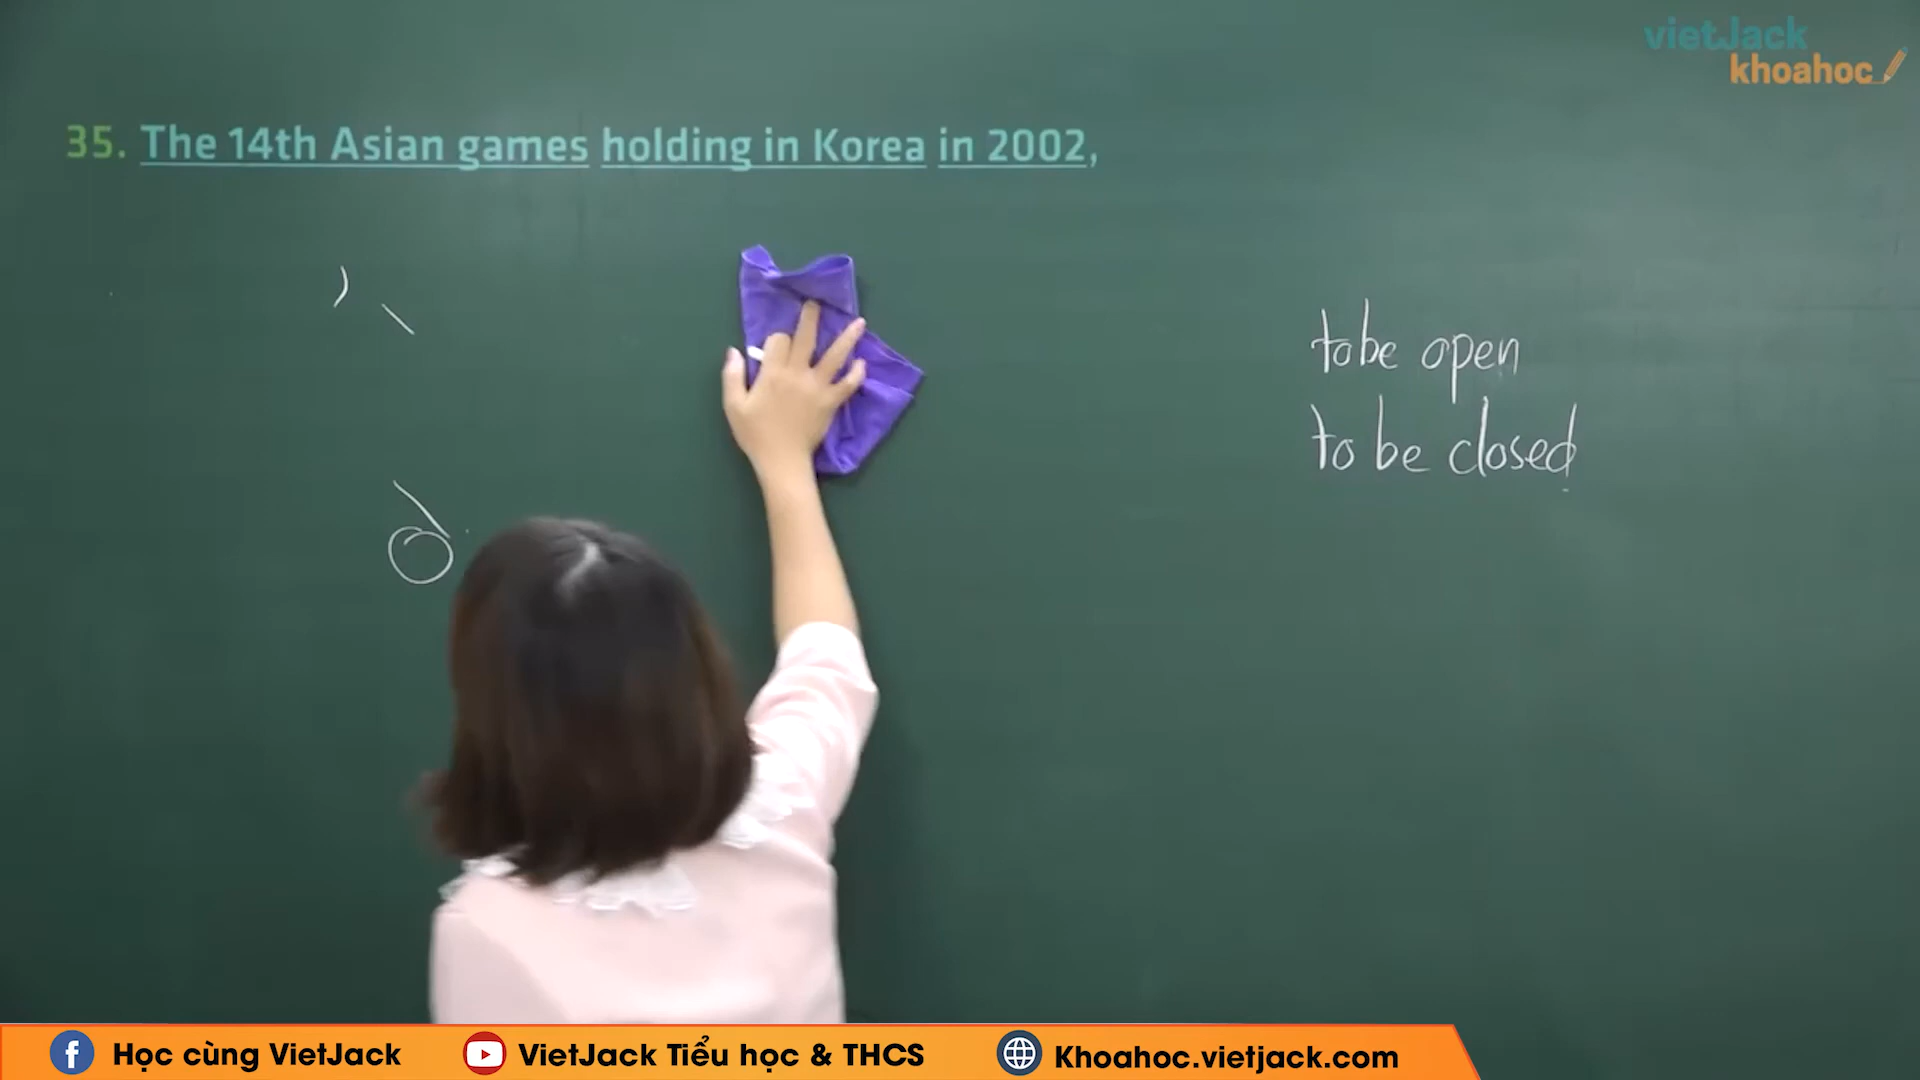 vietJack
khoahoc
35. The 14th Asian games holding in Korea in 2002,
to be open
to be closed
Học cùng VietJack
VietJack Tiểu học & THCS
Khoahoc.vietjack.com